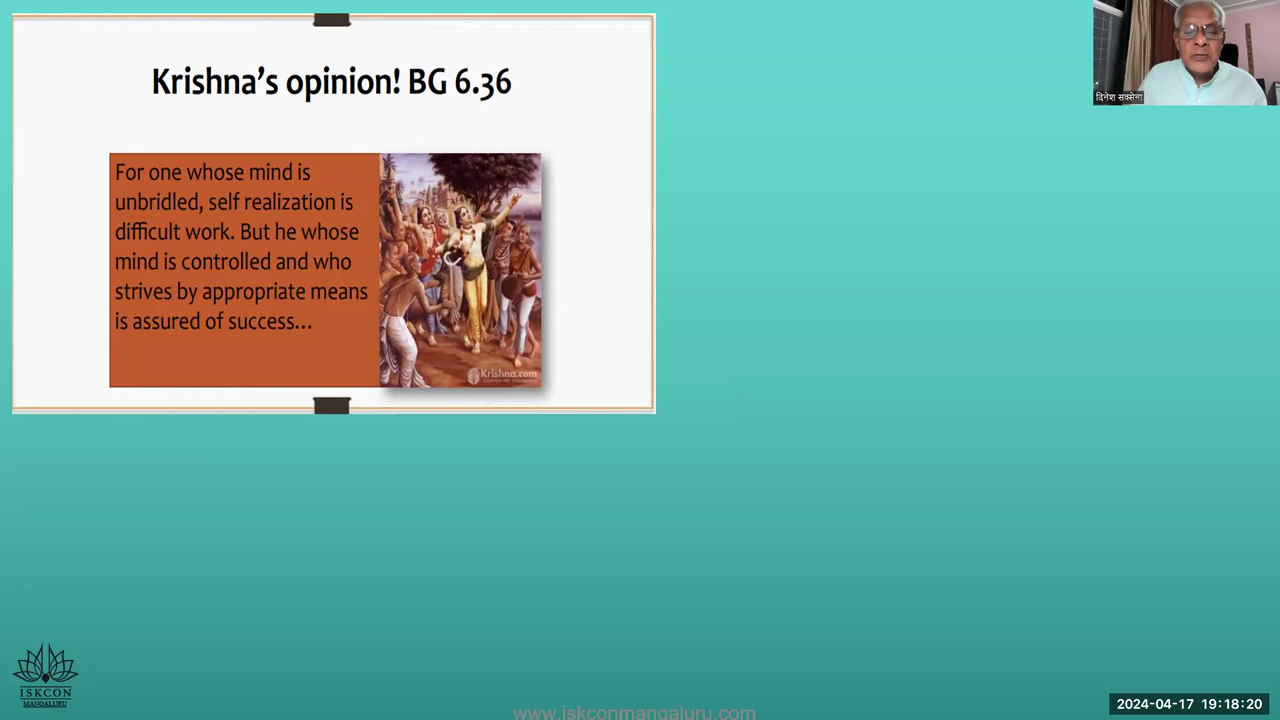 Krishna's opinion! BG 6.36
For one whose mind is
unbridled, self realization is
difficult work. But he whose
mind is controlled and who
strives by appropriate means
is assured of success...
Krishna.com
दिनेश सक्सेना
ISKCON
MANGALURU
www.iskconmangaluru.com
2024-04-17 19:18:20